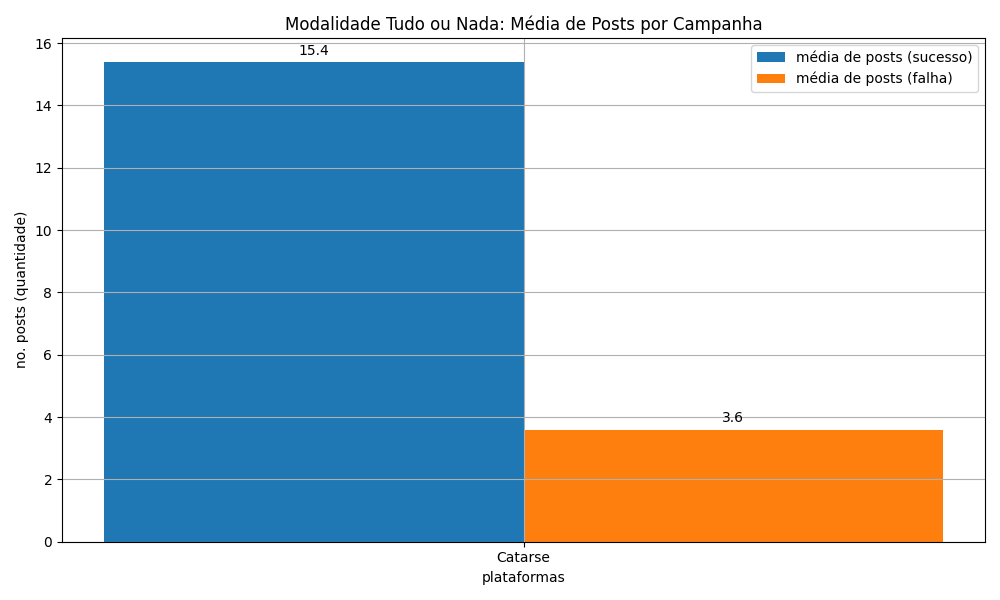 Modalidade Tudo ou Nada: Média de Posts por Campanha
média de posts (sucesso)
média de posts (falha)
no. posts (quantidade)
16
14
12
10
8
6
4
2
0
15.4
3.6
Catarse
plataformas